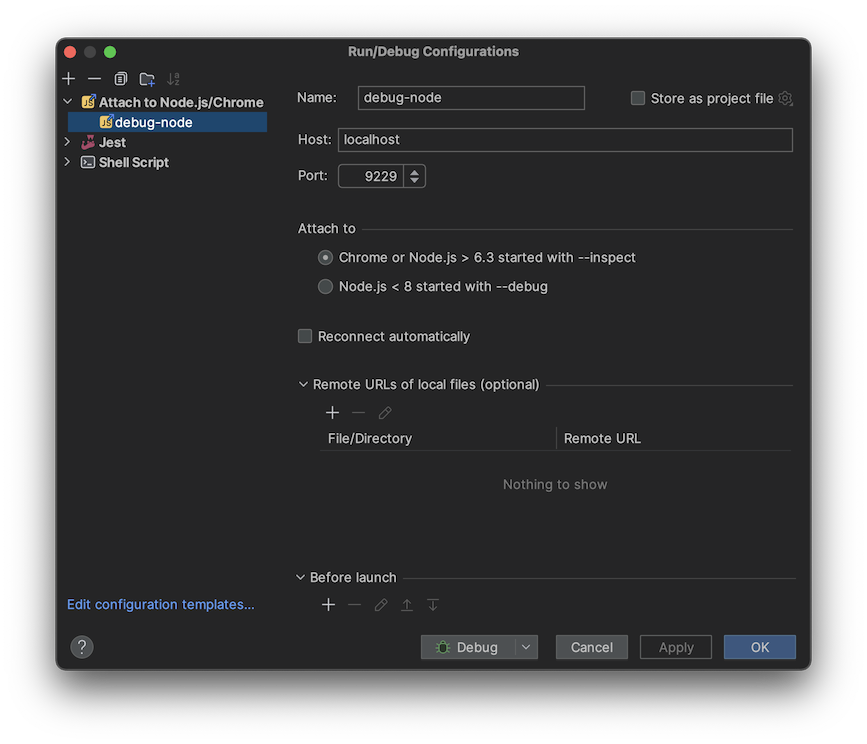 Run/Debug Configurations
Attach to Node.js/Chrome
debug-node
Jest
Shell Script
Edit configuration templates...
Name: debug-node
Store as project file
Host: localhost
Port: 9229
Attach to
Chrome or Node.js > 6.3 started with --inspect
Node.js < 8 started with --debug
Reconnect automatically
Remote URLs of local files (optional)
File/Directory Remote URL
Nothing to show
Before launch
? Debug Cancel Apply OK